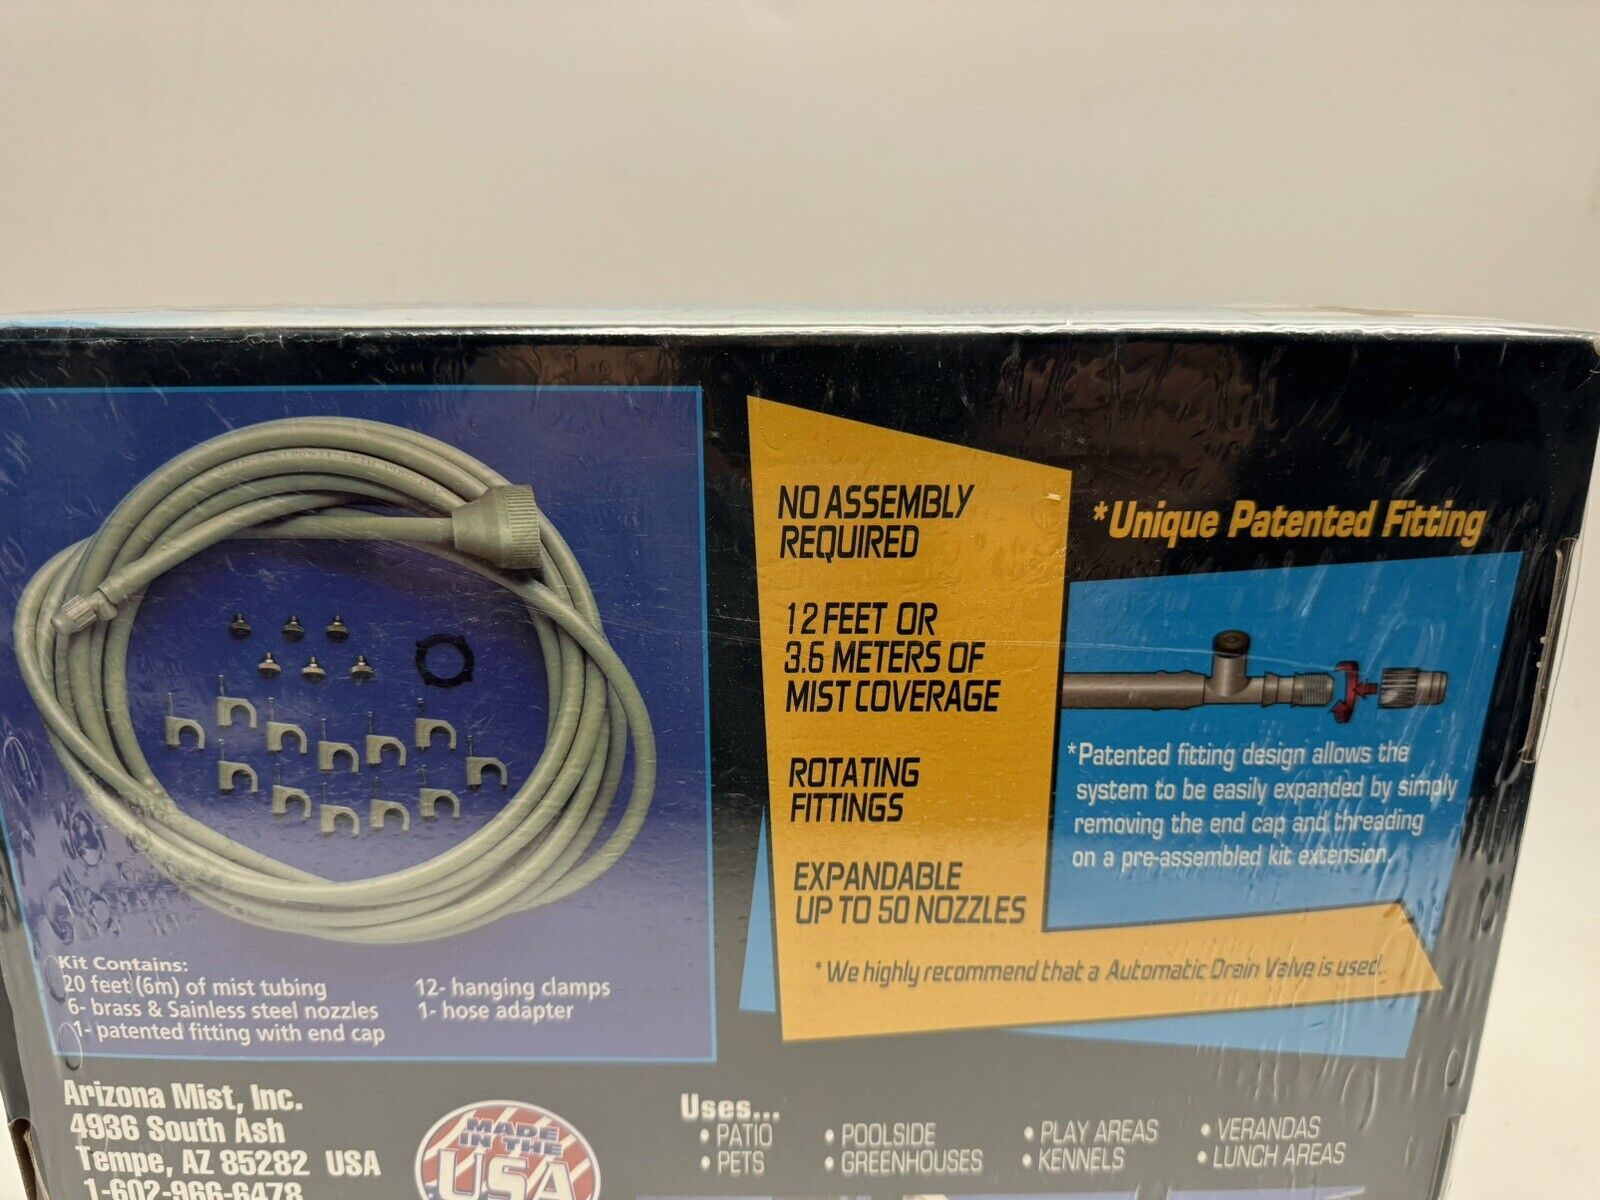 NO ASSEMBLY
REQUIRED
12 FEET OR
3.6 METERS OF
MIST COVERAGE
ROTATING
FITTINGS
EXPANDABLE
UP TO 50 NOZZLES
*We highly recommend that a Automatic Drain Valve is used.
*Unique Patented Fitting
*Patented fitting design allows the
system to be easily expanded by simply
removing the end cap and threading
on a pre-assembled kit extension.
Kit Contains:
20 feet (6m) of mist tubing
6- brass & Sainless steel nozzles
1- patented fitting with end cap
12- hanging clamps
1- hose adapter
Arizona Mist, Inc.
4936 South Ash
Tempe, AZ 85282 USA
1-602-966-6478
MADE
IN THE
USA
Uses...
• PATIO
• PETS
• POOLSIDE
• GREENHOUSES
• PLAY AREAS
• KENNELS
• VERANDAS
• LUNCH AREAS